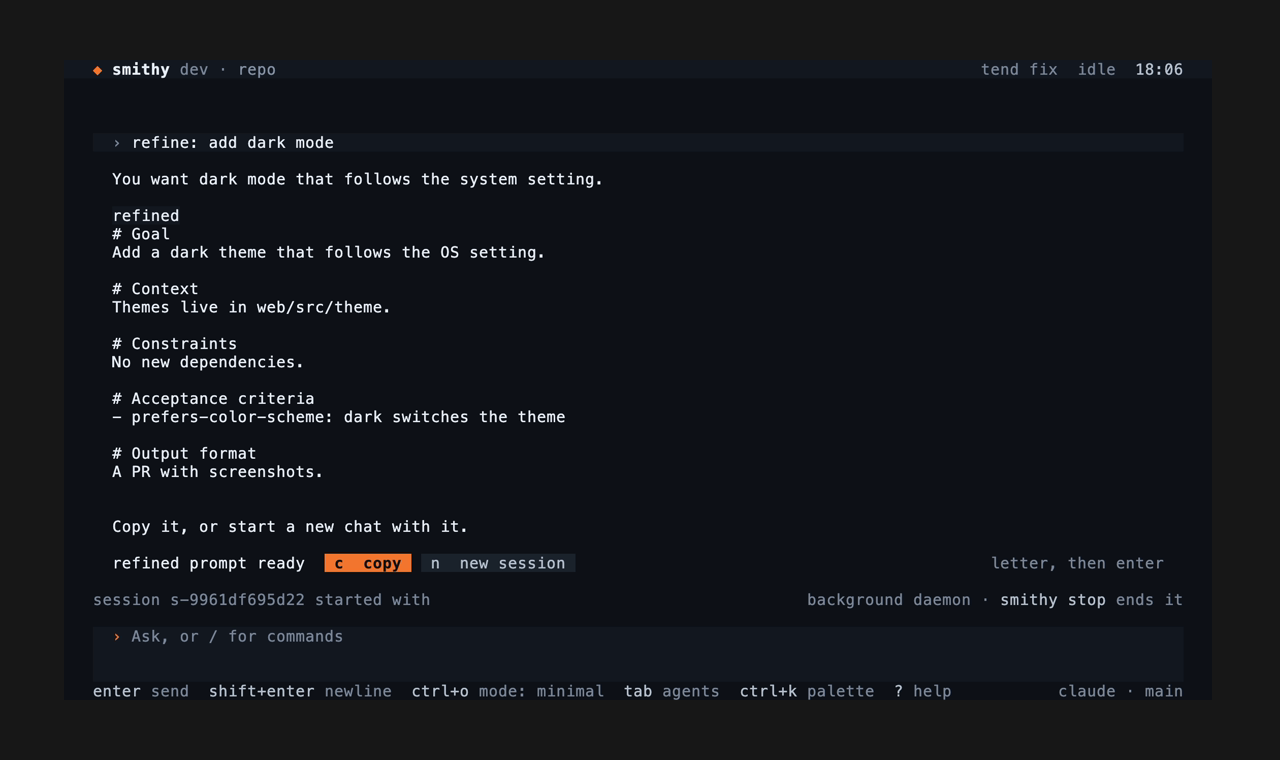 ◆ smithy dev · repo tend fix idle 18:06
› refine: add dark mode
You want dark mode that follows the system setting.
refined
# Goal
Add a dark theme that follows the OS setting.
# Context
Themes live in web/src/theme.
# Constraints
No new dependencies.
# Acceptance criteria
- prefers-color-scheme: dark switches the theme
# Output format
A PR with screenshots.
Copy it, or start a new chat with it.
refined prompt ready c copy n new session letter, then enter
session s-9961df695d22 started with background daemon · smithy stop ends it
› Ask, or / for commands
enter send shift+enter newline ctrl+o mode: minimal tab agents ctrl+k palette ? help claude · main